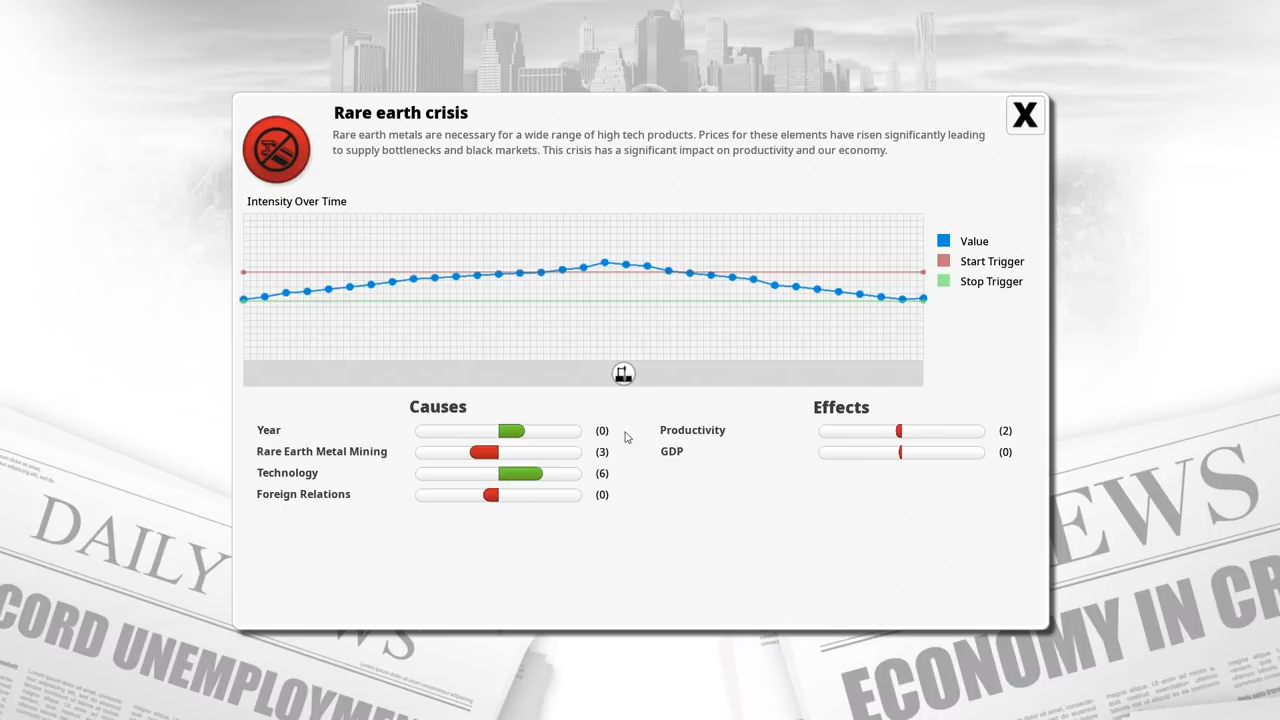 Rare earth crisis
X
Rare earth metals are necessary for a wide range of high tech products. Prices for these elements have risen significantly leading
to supply bottlenecks and black markets. This crisis has a significant impact on productivity and our economy.
Intensity Over Time
Value
Start Trigger
Stop Trigger
Causes
Year (0)
Rare Earth Metal Mining (3)
Technology (6)
Foreign Relations (0)
Effects
Productivity (2)
GDP (0)
DAILY
WS
CORD UNEMPLOYME
EWS
ECONOMY IN CR